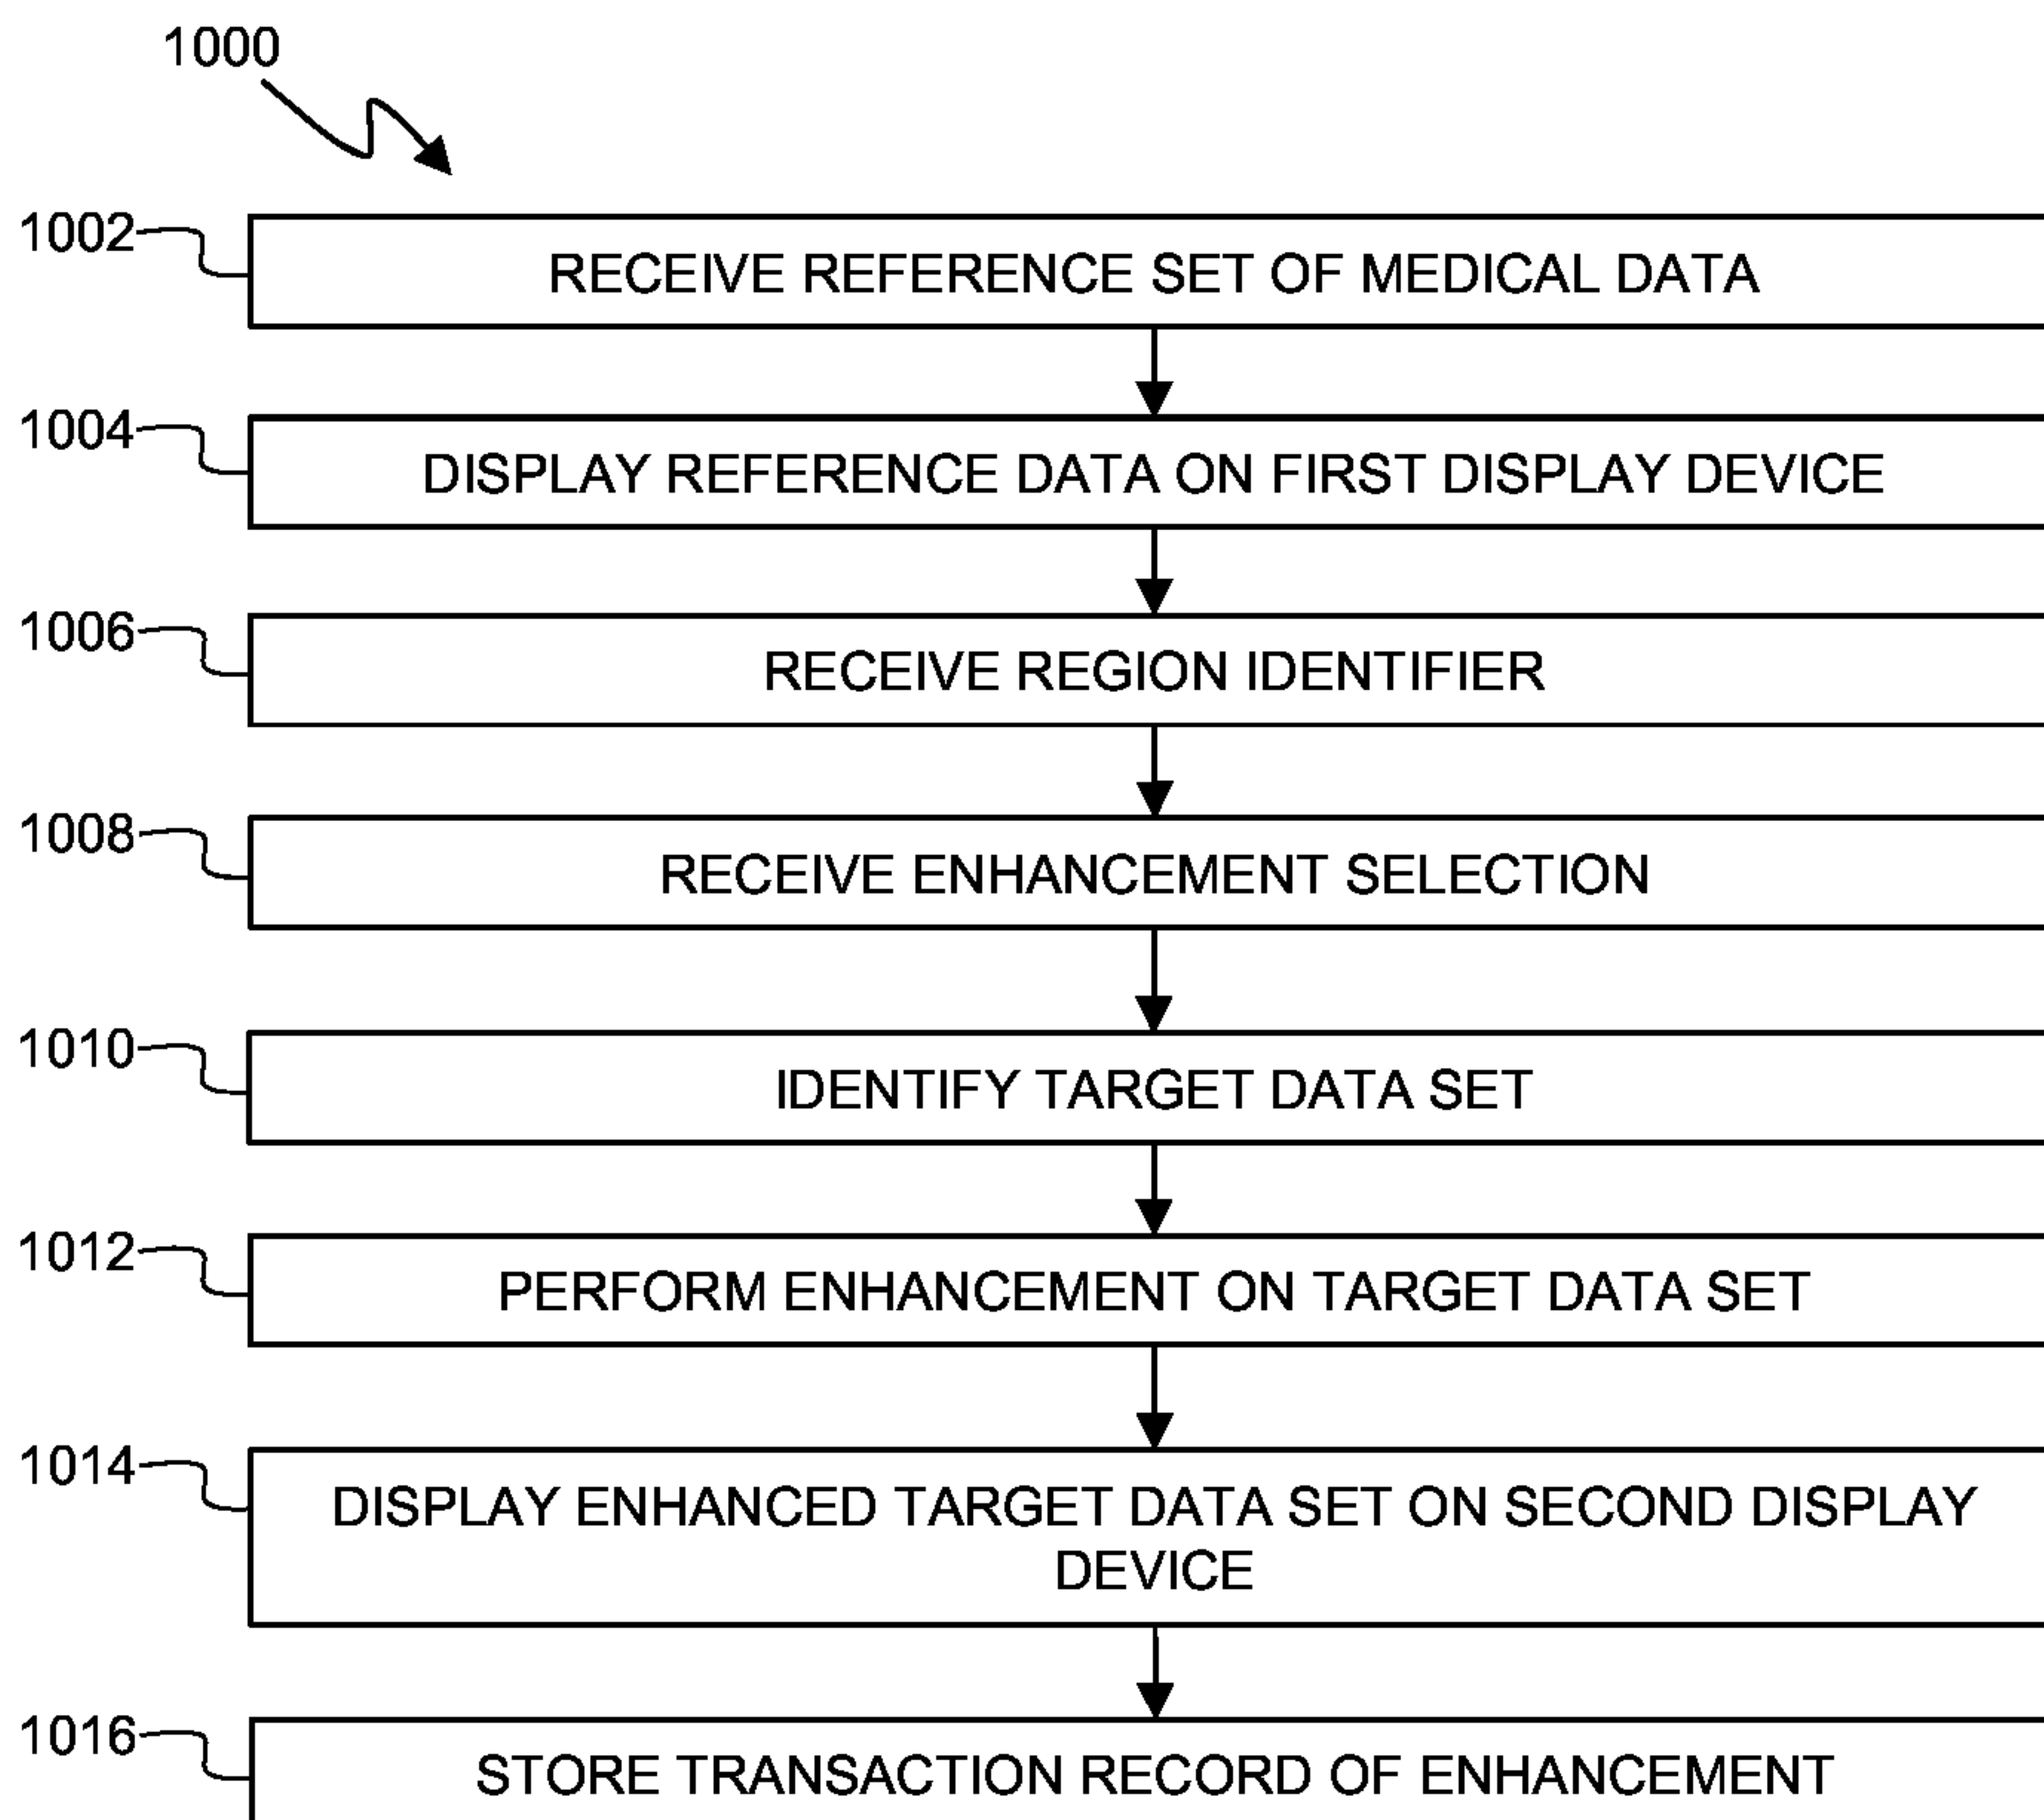 1000
1002
RECEIVE REFERENCE SET OF MEDICAL DATA
1004
DISPLAY REFERENCE DATA ON FIRST DISPLAY DEVICE
1006
RECEIVE REGION IDENTIFIER
1008
RECEIVE ENHANCEMENT SELECTION
1010
IDENTIFY TARGET DATA SET
1012
PERFORM ENHANCEMENT ON TARGET DATA SET
1014
DISPLAY ENHANCED TARGET DATA SET ON SECOND DISPLAY
DEVICE
1016
STORE TRANSACTION RECORD OF ENHANCEMENT